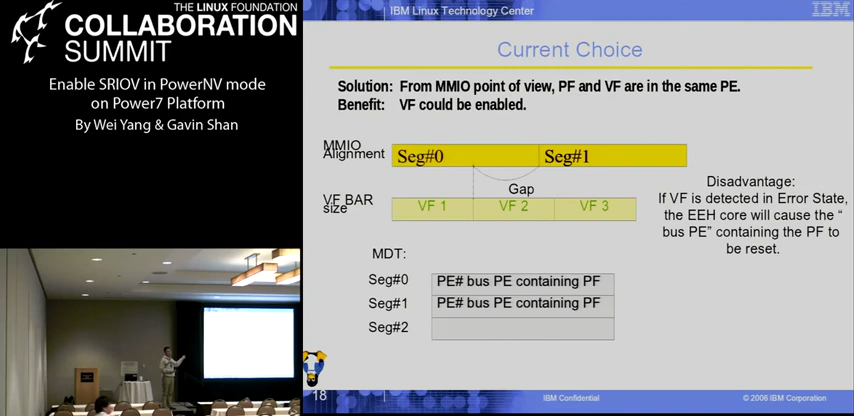 THE LINUX FOUNDATION
COLLABORATION
SUMMIT
Enable SRIOV in PowerNV mode
on Power7 Platform
By Wei Yang & Gavin Shan
IBM Linux Technology Center
IBM
Current Choice
Solution: From MMIO point of view, PF and VF are in the same PE.
Benefit: VF could be enabled.
MMIO
Alignment
Seg#0
Seg#1
Gap
VF BAR
size
VF 1
VF 2
VF 3
Disadvantage:
If VF is detected in Error State,
the EEH core will cause the “
bus PE” containing the PF to
be reset.
MDT:
Seg#0
PE# bus PE containing PF
Seg#1
PE# bus PE containing PF
Seg#2
18
IBM Confidential
© 2006 IBM Corporation